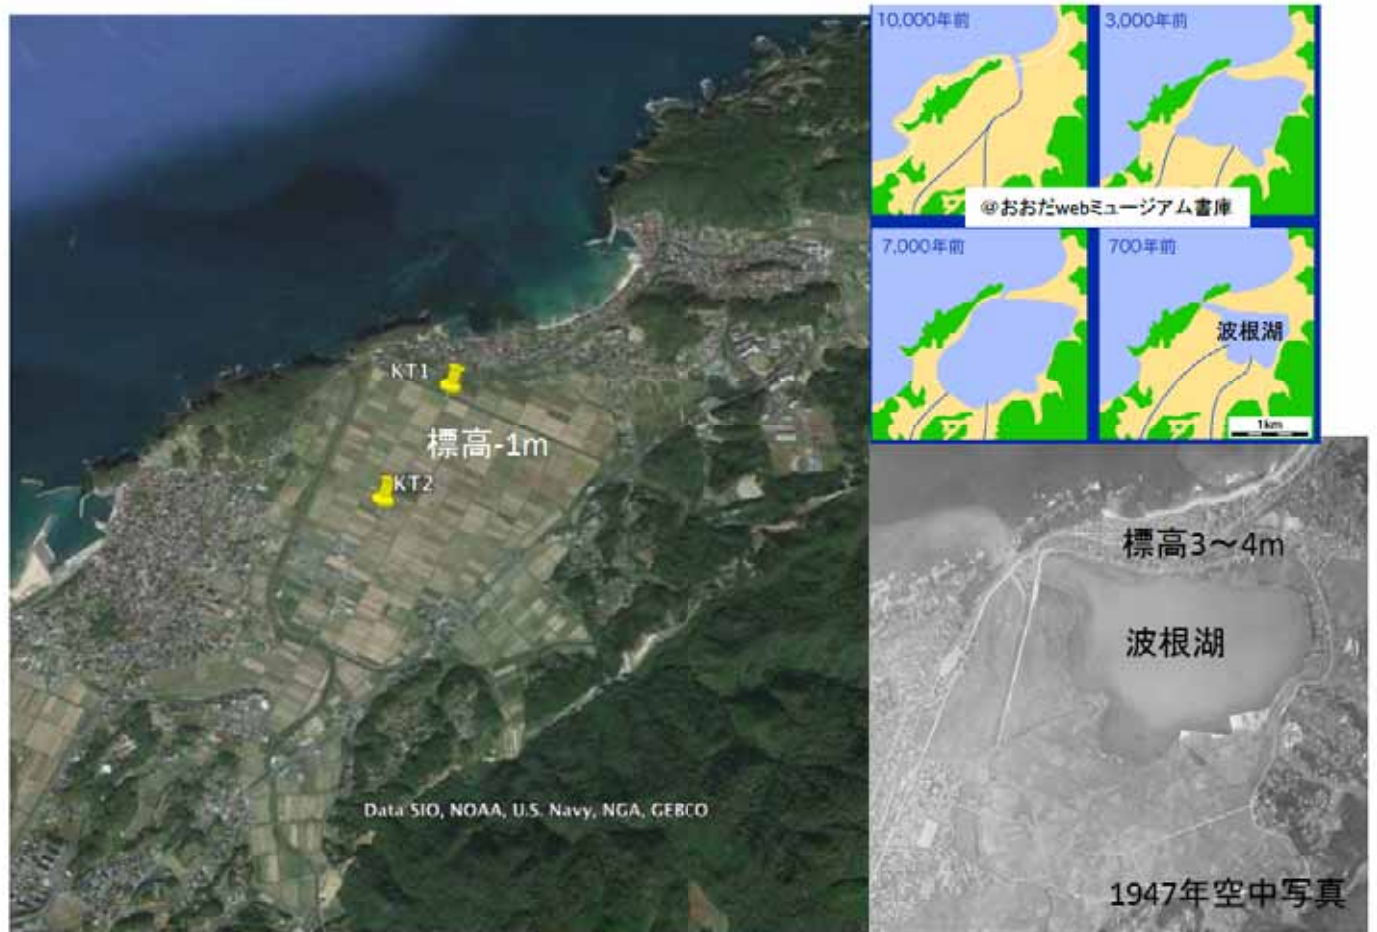 KT1
標高-1m
KT2
Data SIO, NOAA, U.S. Navy, NGA, GEBCO
10,000年前
3,000年前
@おおだwebミュージアム書庫
7,000年前
700年前
波根湖
1km
標高3～4m
波根湖
1947年空中写真